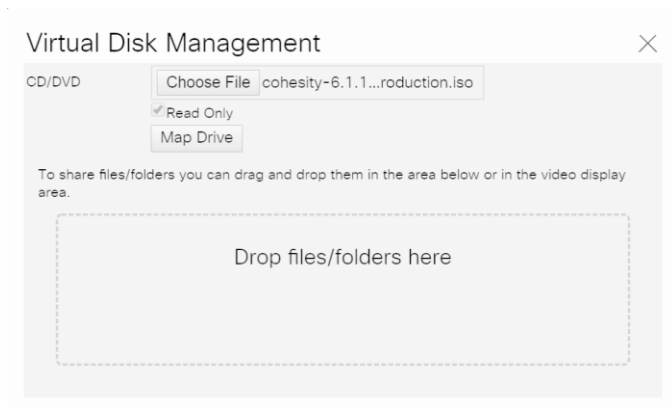 Virtual Disk Management
CD/DVD Choose File cohesity-6.1.1...roduction.iso
Read Only
Map Drive
To share files/folders you can drag and drop them in the area below or in the video display
area.
Drop files/folders here